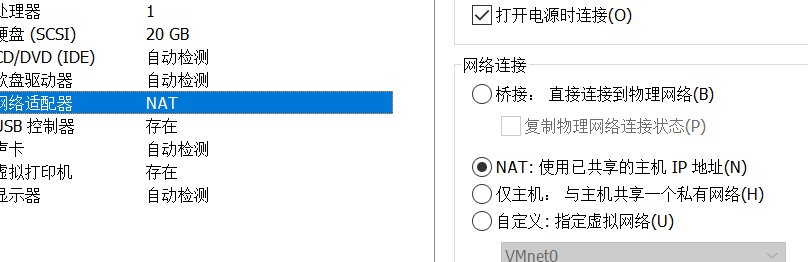 处理器 1
硬盘 (SCSI) 20 GB
CD/DVD (IDE) 自动检测
软盘驱动器 自动检测
网络适配器 NAT
USB 控制器 存在
声卡 自动检测
虚拟打印机 存在
显示器 自动检测
打开电源时连接(O)
网络连接
桥接： 直接连接到物理网络(B)
复制物理网络连接状态(P)
NAT: 使用已共享的主机 IP 地址(N)
仅主机： 与主机共享一个私有网络(H)
自定义: 指定虚拟网络(U)
VMnet0